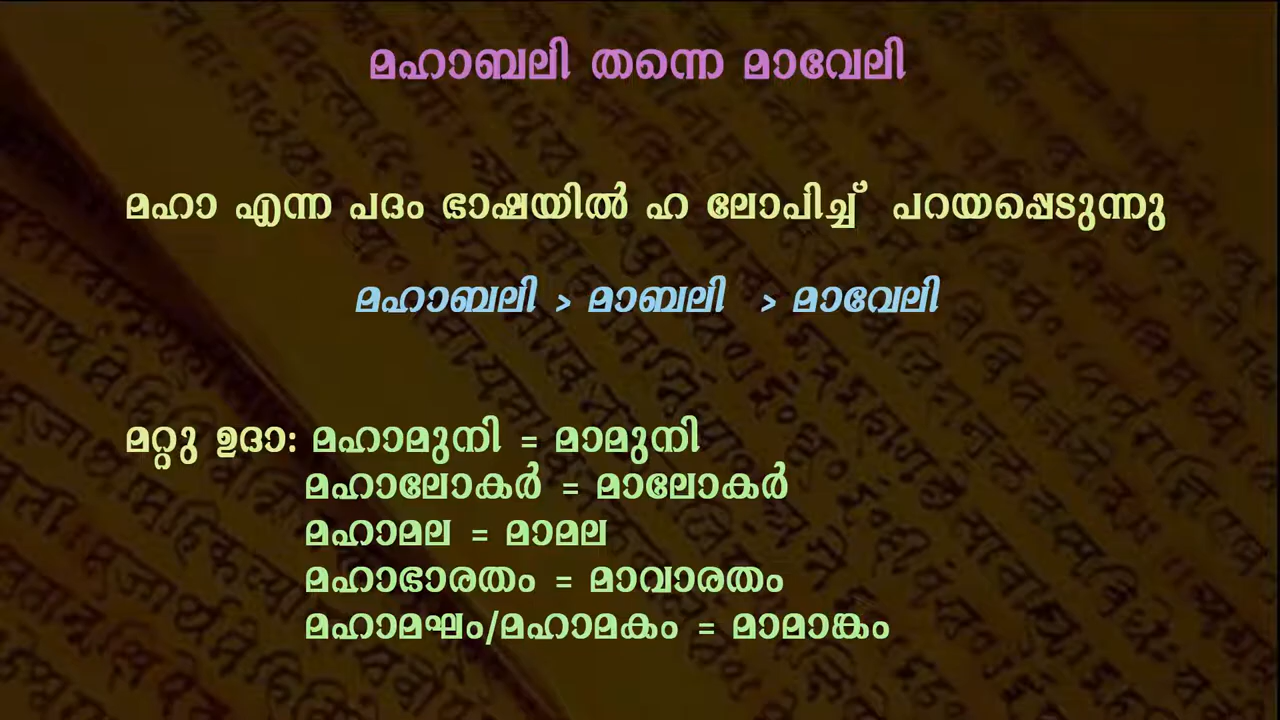 മഹാബലി തന്നെ മാവേലി
മഹാ എന്ന പദം ഭാഷയിൽ ഹ ലോപിച്ച് പറയപ്പെടുന്നു
മഹാബലി > മാബലി > മാവേലി
മറ്റു ഉദാ: മഹാമുനി = മാമുനി
മഹാലോകർ = മാലോകർ
മഹാമല = മാമല
മഹാഭാരതം = മാവാരതം
മഹാമഘം/മഹാമകം = മാമാങ്കം